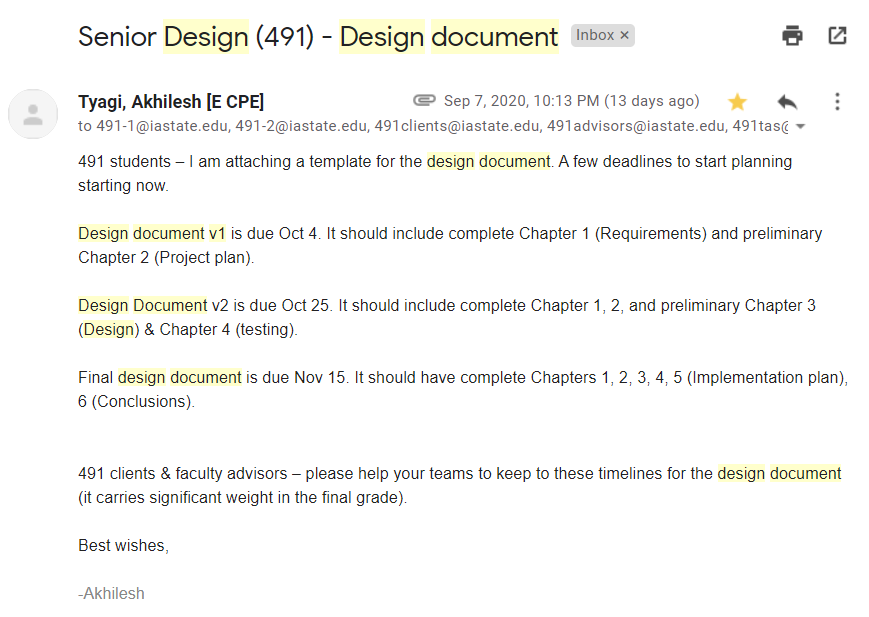 Senior Design (491) - Design document Inbox ×
Tyagi, Akhilesh [E CPE] Sep 7, 2020, 10:13 PM (13 days ago)
to 491-1@iastate.edu, 491-2@iastate.edu, 491clients@iastate.edu, 491advisors@iastate.edu, 491tas@
491 students – I am attaching a template for the design document. A few deadlines to start planning
starting now.
Design document v1 is due Oct 4. It should include complete Chapter 1 (Requirements) and preliminary
Chapter 2 (Project plan).
Design Document v2 is due Oct 25. It should include complete Chapter 1, 2, and preliminary Chapter 3
(Design) & Chapter 4 (testing).
Final design document is due Nov 15. It should have complete Chapters 1, 2, 3, 4, 5 (Implementation plan),
6 (Conclusions).
491 clients & faculty advisors – please help your teams to keep to these timelines for the design document
(it carries significant weight in the final grade).
Best wishes,
-Akhilesh